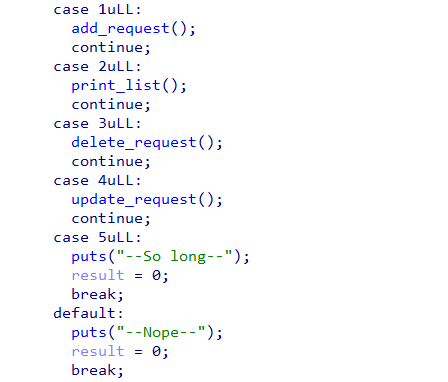 case 1uLL:
add_request();
continue;
case 2uLL:
print_list();
continue;
case 3uLL:
delete_request();
continue;
case 4uLL:
update_request();
continue;
case 5uLL:
puts("--So long--");
result = 0;
break;
default:
puts("--Nope--");
result = 0;
break;